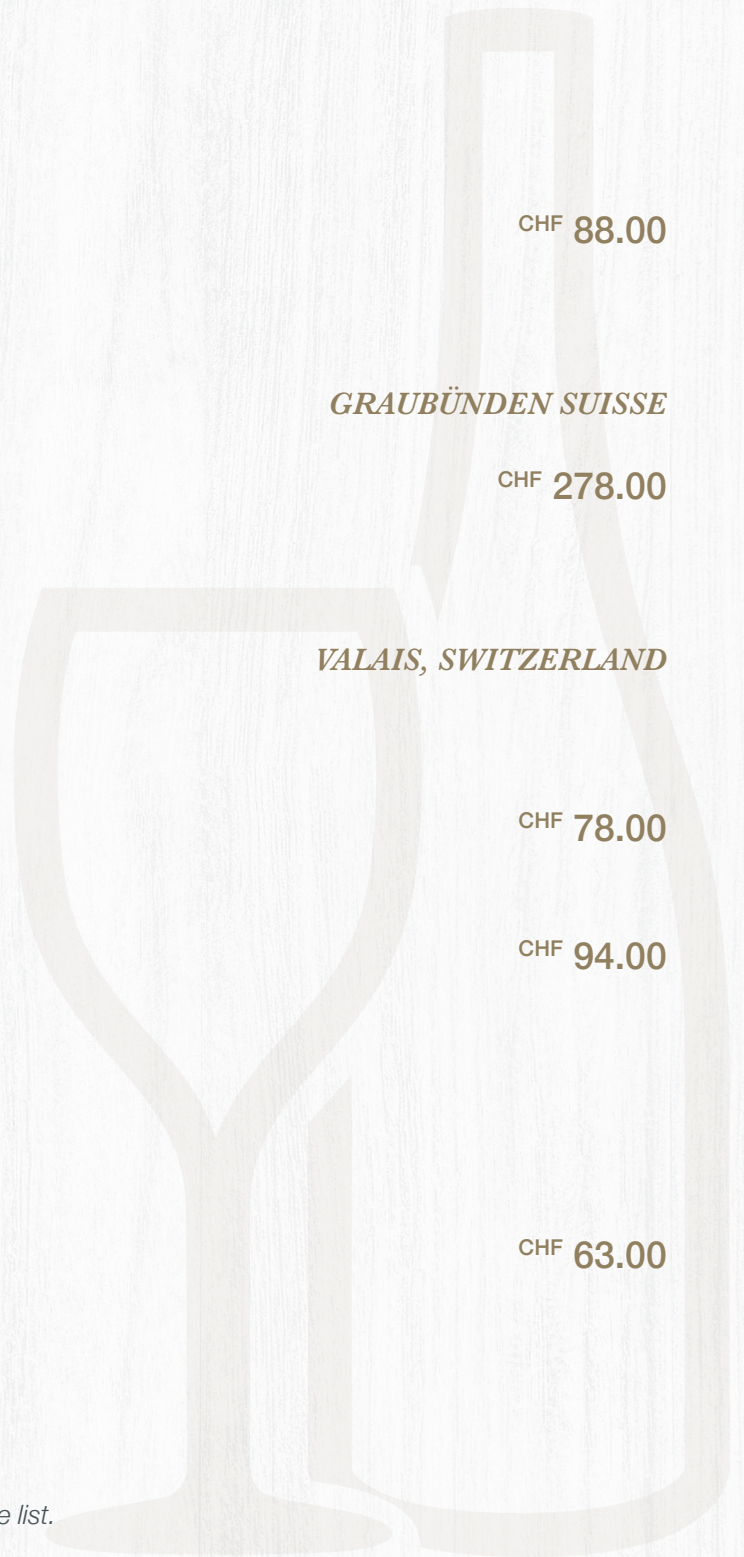 CHF 88.00
GRAUBÜNDEN SUISSE
CHF 278.00
VALAIS, SWITZERLAND
CHF 78.00
CHF 94.00
CHF 63.00
e list.